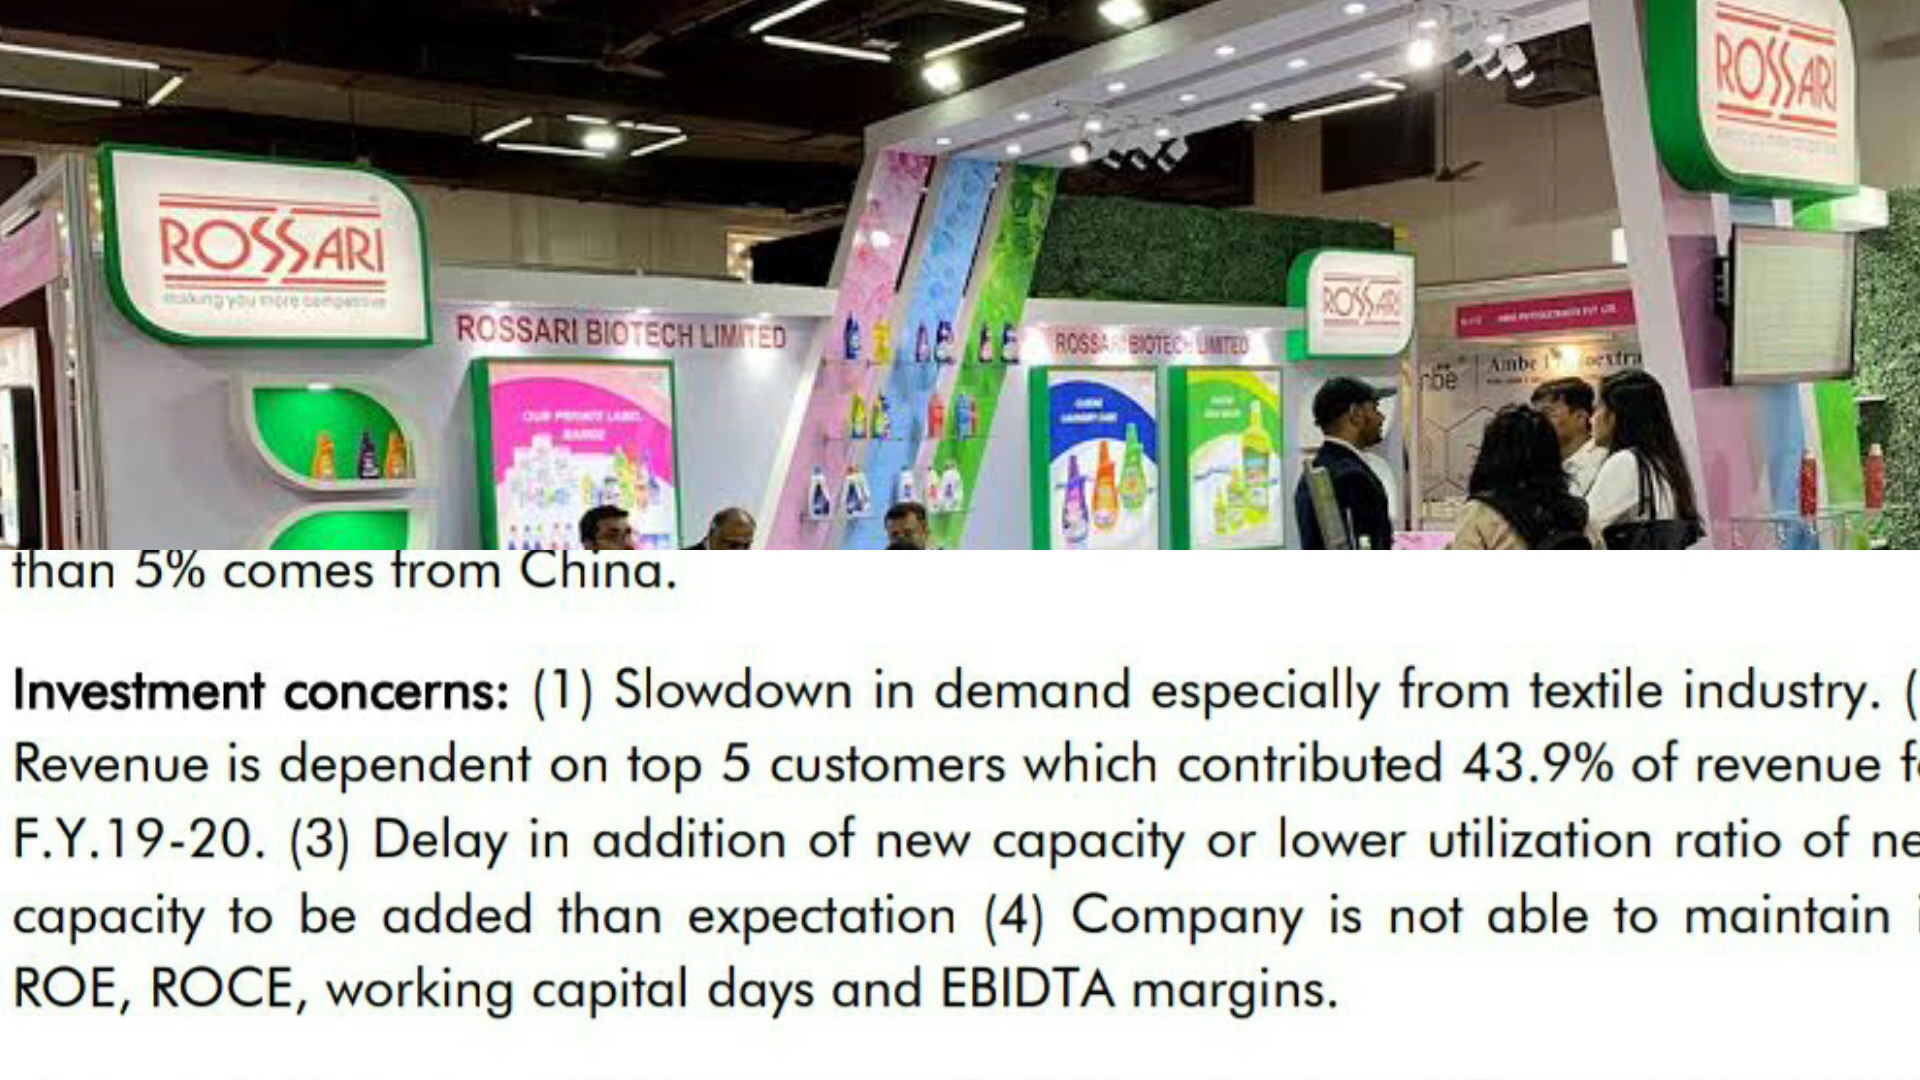 ROSSARI
ROSSARI
making you more competitive
ROSSARI BIOTECH LIMITED
ROSSARI BIOTECH LIMITED
ROSSARI
OUR PRIVATE LABEL
RANGE
Ambe
than 5% comes from China.
Investment concerns: (1) Slowdown in demand especially from textile industry. (
Revenue is dependent on top 5 customers which contributed 43.9% of revenue
F.Y.19-20. (3) Delay in addition of new capacity or lower utilization ratio of
capacity to be added than expectation (4) Company is not able to maintain
ROE, ROCE, working capital days and EBIDTA margins.